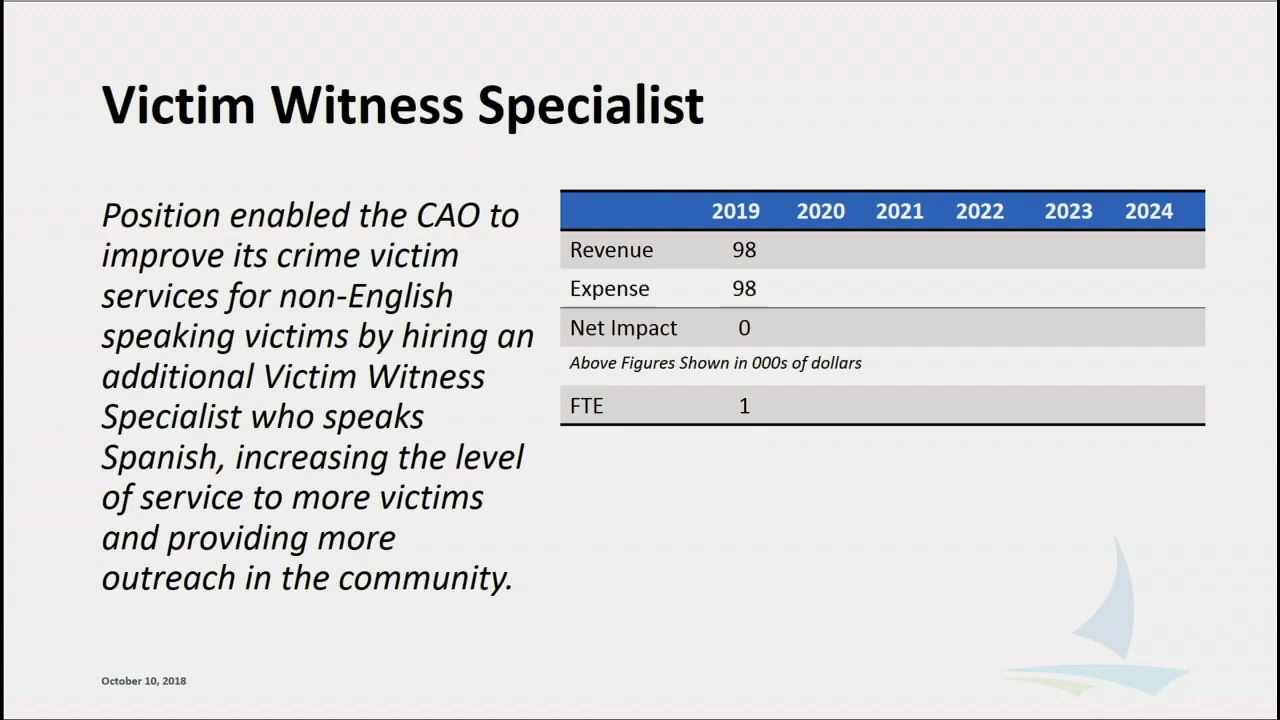 Victim Witness Specialist
Position enabled the CAO to
improve its crime victim
services for non-English
speaking victims by hiring an
additional Victim Witness
Specialist who speaks
Spanish, increasing the level
of service to more victims
and providing more
outreach in the community.
2019 2020 2021 2022 2023 2024
Revenue 98
Expense 98
Net Impact 0
Above Figures Shown in 000s of dollars
FTE 1
October 10, 2018